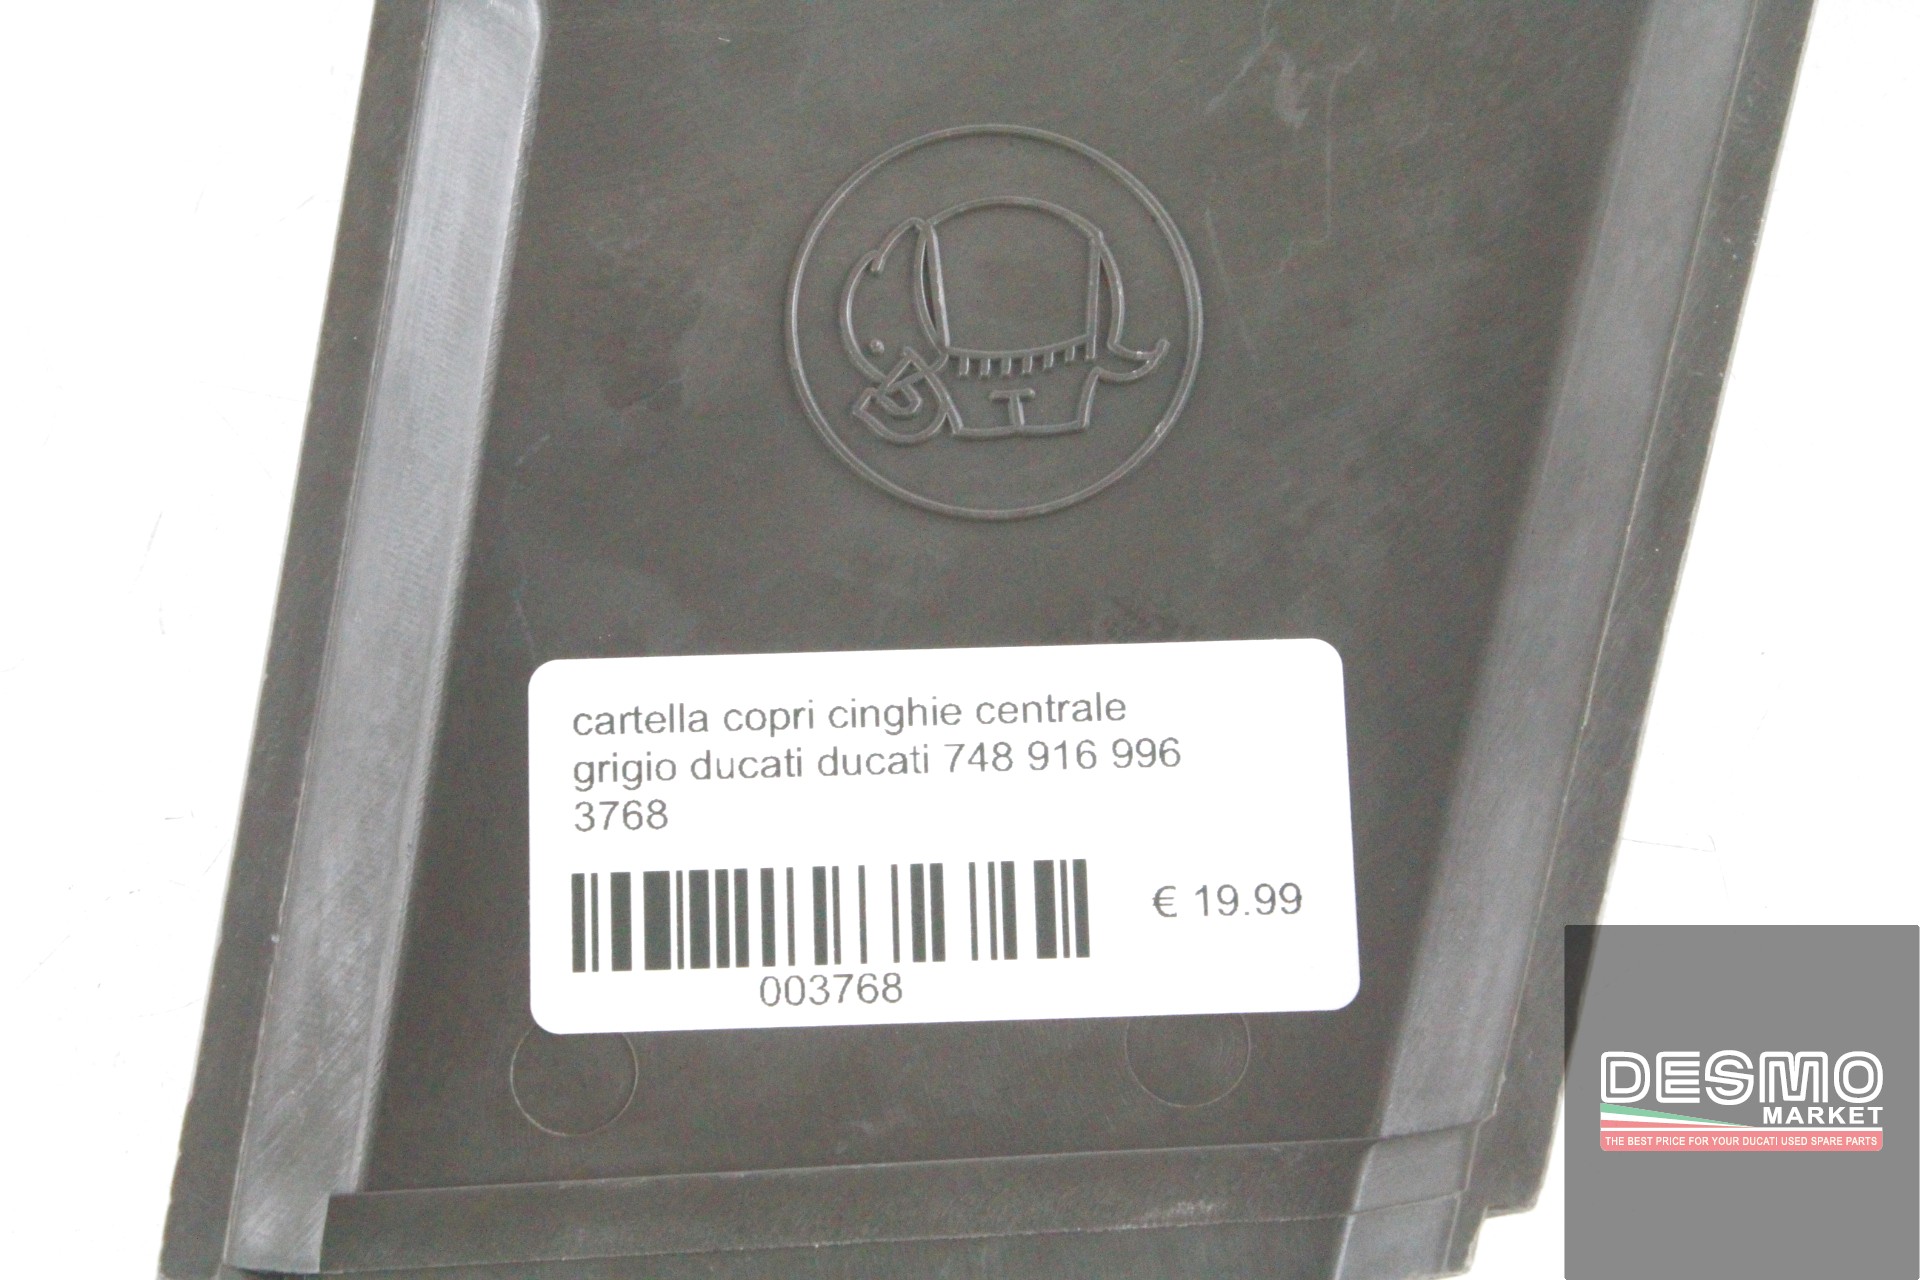 T
cartella copri cinghie centrale
grigio ducati ducati 748 916 996
3768
€ 19.99
003768
DESMO
MARKET
THE BEST PRICE FOR YOUR DUCATI USED SPARE PARTS